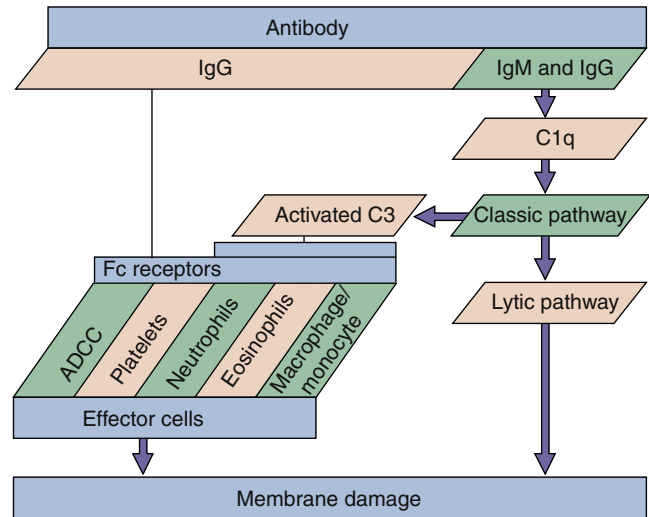 Antibody
IgG
IgM and IgG
C1q
Activated C3
Classic pathway
Fc receptors
Lytic pathway
ADCC
Platelets
Neutrophils
Eosinophils
Macrophage/
monocyte
Effector cells
Membrane damage